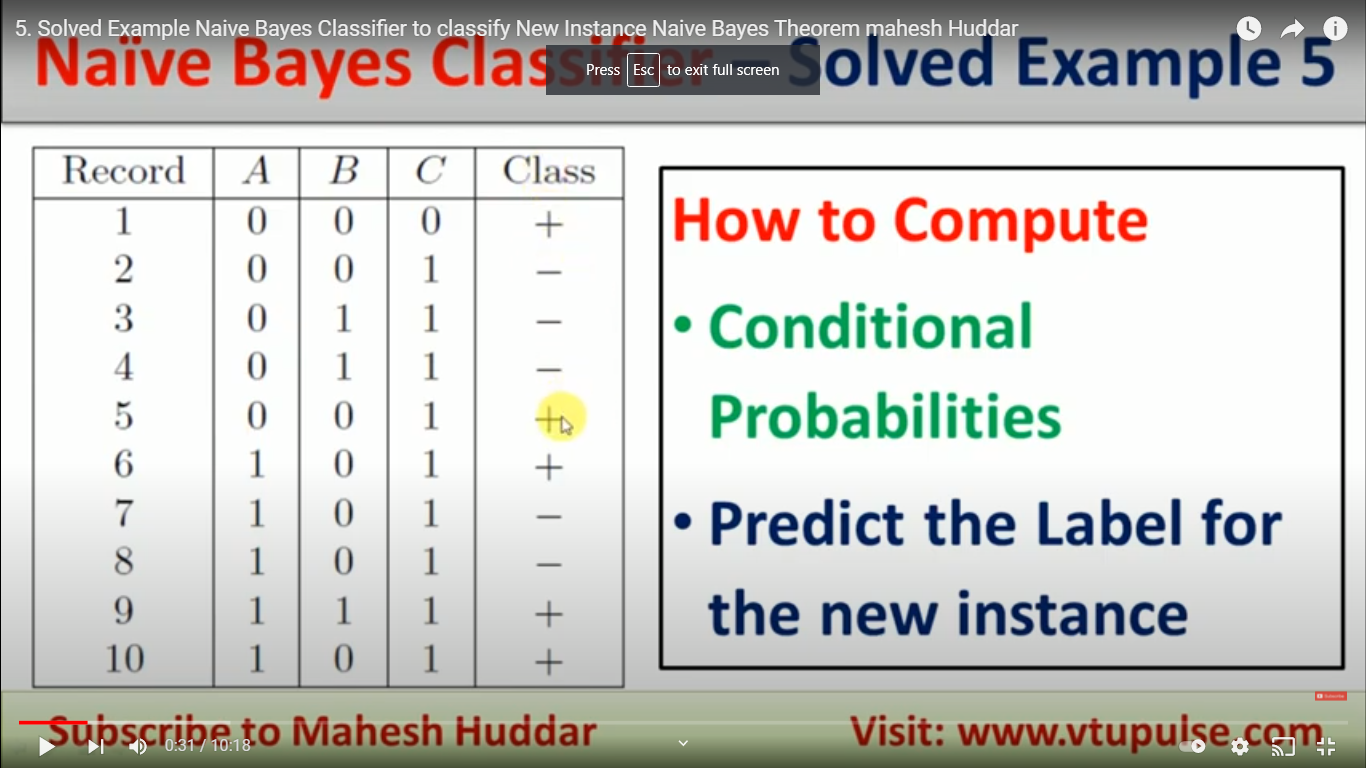 5. Solved Example Naive Bayes Classifier to classify New Instance Naive Bayes Theorem mahesh Huddar
Naïve Bayes Classifier – Solved Example 5
Press Esc to exit full screen
Record A B C Class
1 0 0 0 +
2 0 0 1 −
3 0 1 1 −
4 0 1 1 −
5 0 0 1 +
6 1 0 1 +
7 1 0 1 −
8 1 0 1 −
9 1 1 1 +
10 1 0 1 +
How to Compute
• Conditional
Probabilities
• Predict the Label for
the new instance
Subscribe to Mahesh Huddar
Visit: www.vtupulse.com
0:31 / 10:18